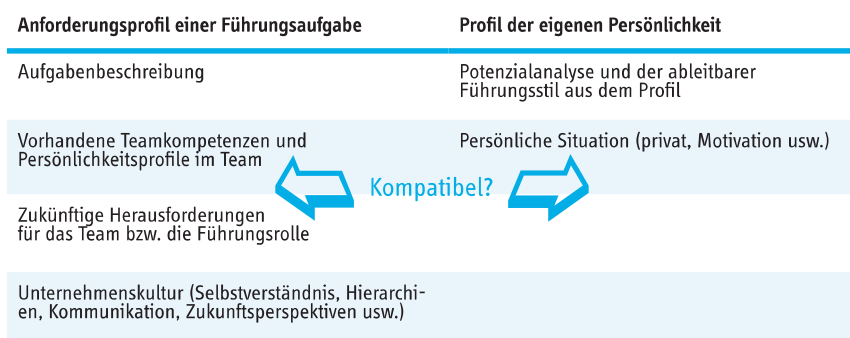 Anforderungsprofil einer Führungsaufgabe
Profil der eigenen Persönlichkeit
Aufgabenbeschreibung
Potenzialanalyse und der ableitbarer
Führungsstil aus dem Profil
Vorhandene Teamkompetenzen und
Persönlichkeitsprofile im Team
Persönliche Situation (privat, Motivation usw.)
Kompatibel?
Zukünftige Herausforderungen
für das Team bzw. die Führungsrolle
Unternehmenskultur (Selbstverständnis, Hierarchi-
en, Kommunikation, Zukunftsperspektiven usw.)